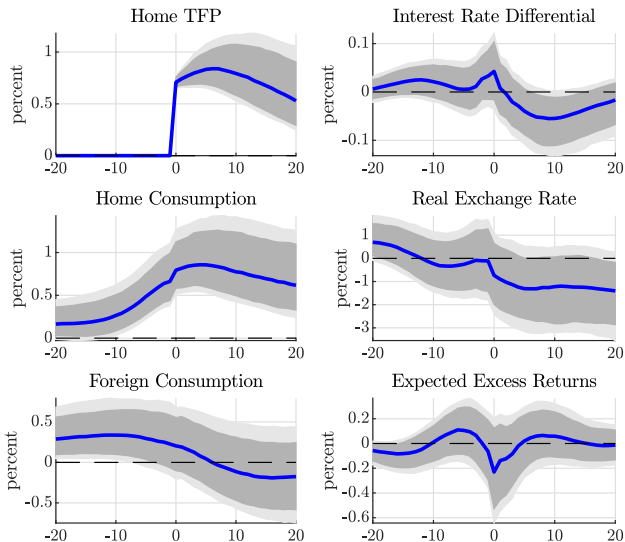 Home TFP
percent
1
0.5
0
-20 -10 0 10 20
Interest Rate Differential
percent
0.1
0
-0.1
-20 -10 0 10 20
Home Consumption
percent
1
0.5
0
-20 -10 0 10 20
Real Exchange Rate
percent
1
0
-1
-2
-3
-20 -10 0 10 20
Foreign Consumption
percent
0.5
0
-0.5
-20 -10 0 10 20
Expected Excess Returns
percent
0.2
0
-0.2
-0.4
-0.6
-20 -10 0 10 20